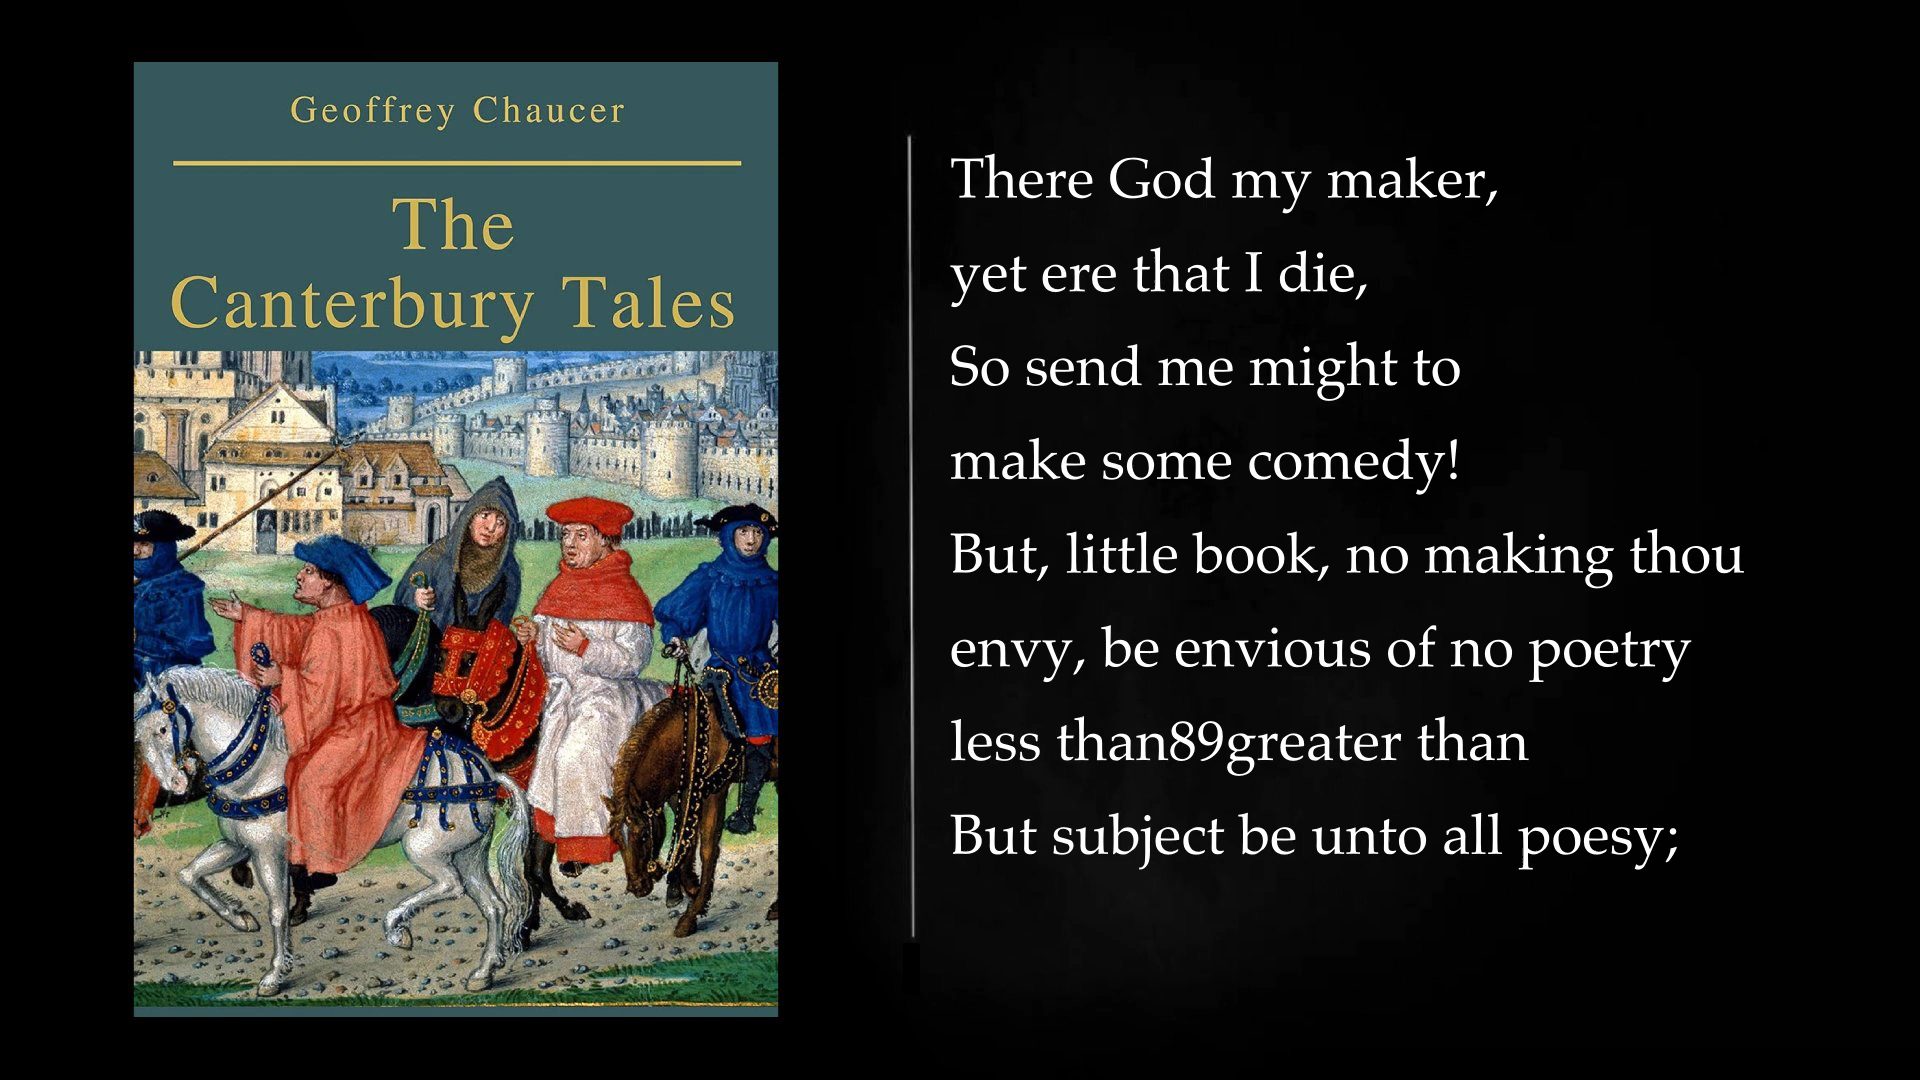 Geoffrey Chaucer
The
Canterbury Tales
There God my maker,
yet ere that I die,
So send me might to
make some comedy!
But, little book, no making thou
envy, be envious of no poetry
less than89greater than
But subject be unto all poesy;